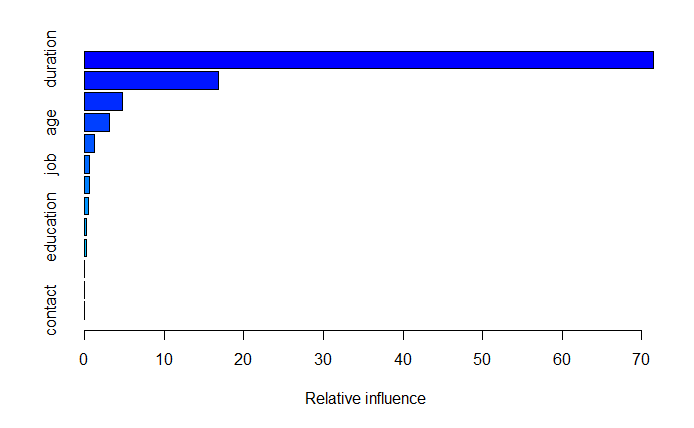 duration
age
job
education
contact
0 10 20 30 40 50 60 70
Relative influence